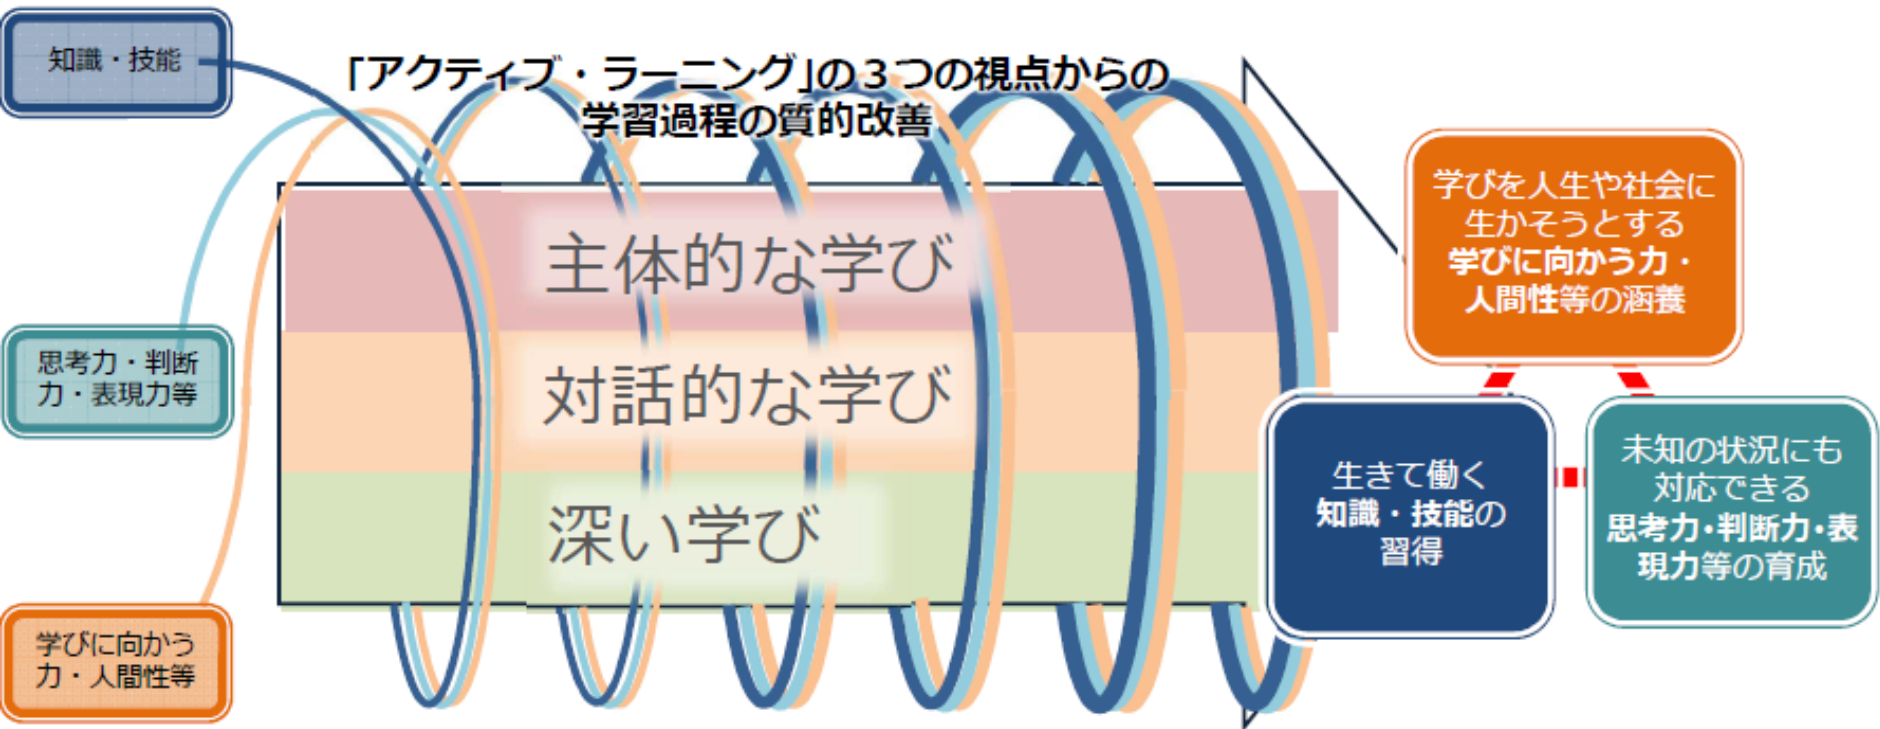 知識・技能
「アクティブ・ラーニング」の３つの視点からの
学習過程の質的改善
思考力・判断
力・表現力等
学びに向かう
力・人間性等
主体的な学び
対話的な学び
深い学び
学びを人生や社会に
生かそうとする
学びに向かう力・
人間性等の涵養
生きて働く
知識・技能の
習得
未知の状況にも
対応できる
思考力・判断力・表
現力等の育成